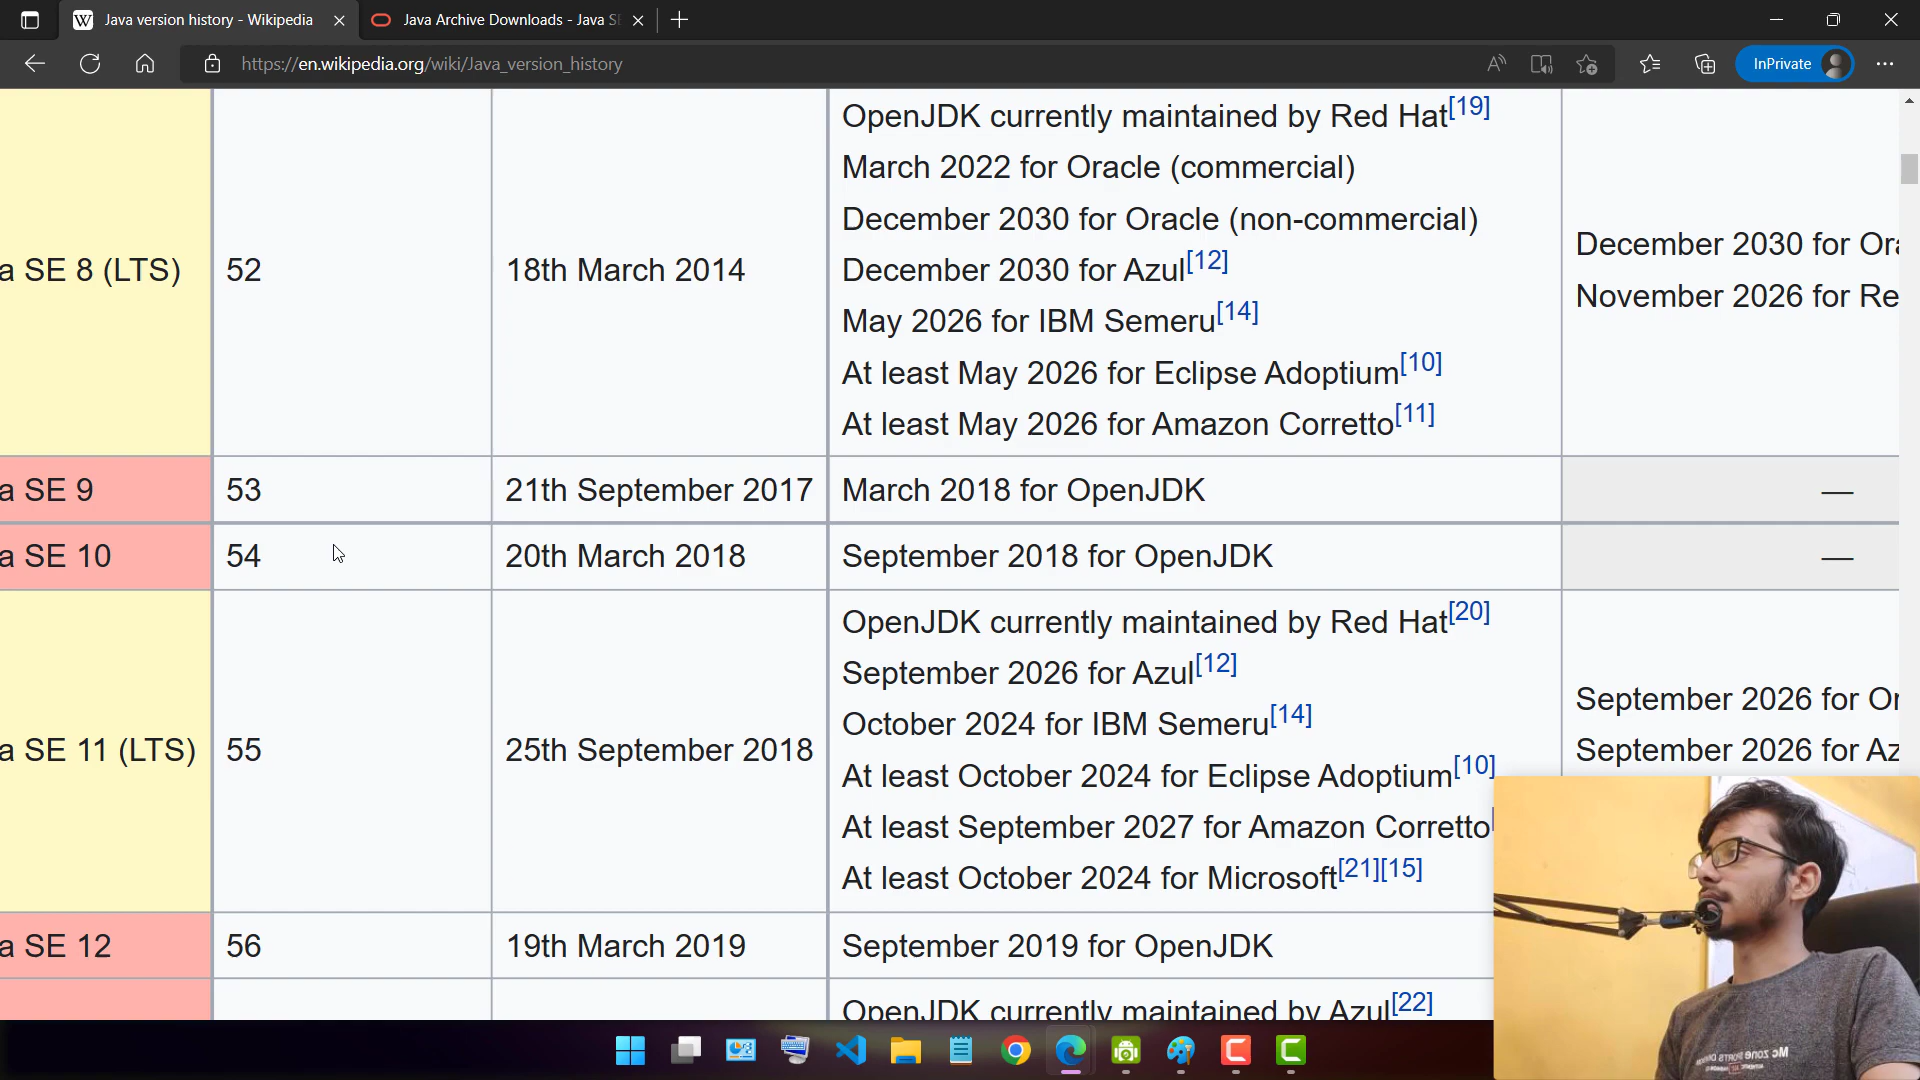 Java version history - Wikipedia
Java Archive Downloads - Java S
https://en.wikipedia.org/wiki/Java_version_history
InPrivate
OpenJDK currently maintained by Red Hat[19]
March 2022 for Oracle (commercial)
December 2030 for Oracle (non-commercial)
December 2030 for Azul[12]
May 2026 for IBM Semeru[14]
At least May 2026 for Eclipse Adoptium[10]
At least May 2026 for Amazon Corretto[11]
a SE 8 (LTS)
52
18th March 2014
December 2030 for Ora
November 2026 for Re
a SE 9
53
21th September 2017
March 2018 for OpenJDK
—
a SE 10
54
20th March 2018
September 2018 for OpenJDK
—
a SE 11 (LTS)
55
25th September 2018
OpenJDK currently maintained by Red Hat[20]
September 2026 for Azul[12]
October 2024 for IBM Semeru[14]
At least October 2024 for Eclipse Adoptium[10]
At least September 2027 for Amazon Corretto
At least October 2024 for Microsoft[21][15]
September 2026 for Or
September 2026 for Az
a SE 12
56
19th March 2019
September 2019 for OpenJDK
OpenJDK currently maintained by Azul[22]